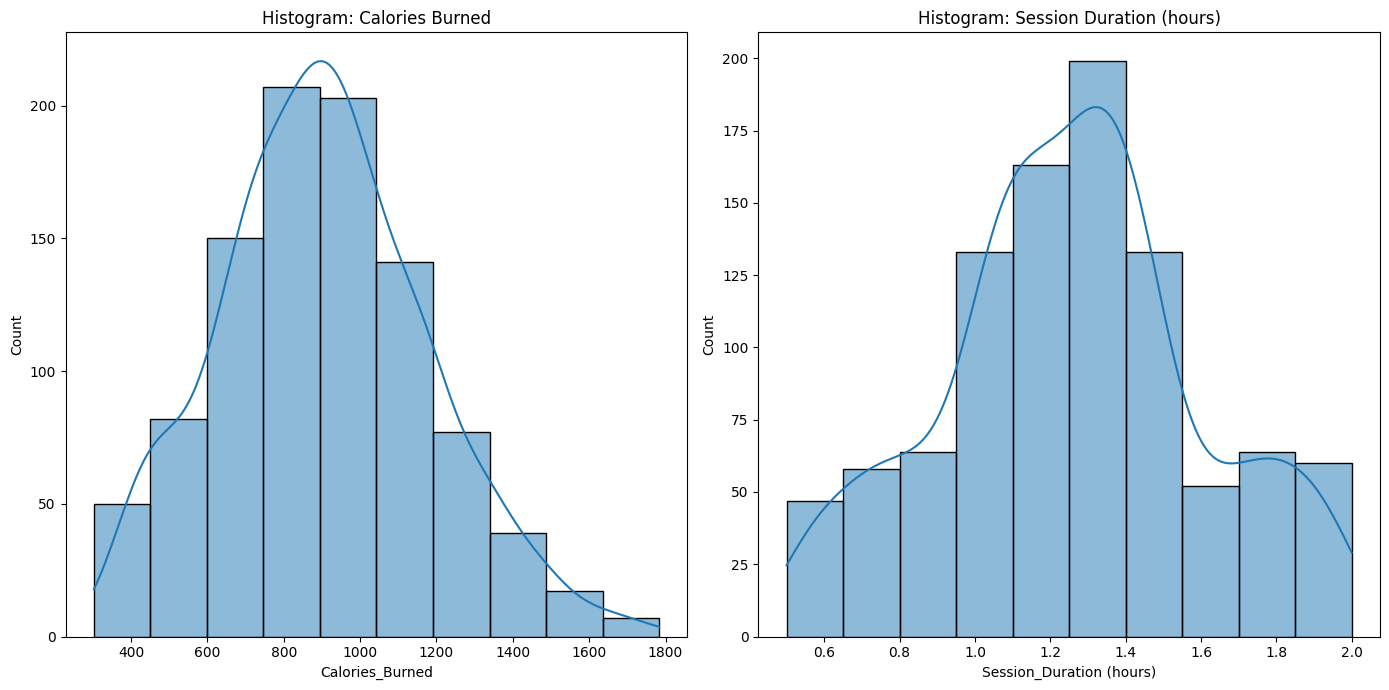 Histogram: Calories Burned
200
150
100
50
0
Count
400 600 800 1000 1200 1400 1600 1800
Calories_Burned
Histogram: Session Duration (hours)
200
175
150
125
100
75
50
25
0
Count
0.6 0.8 1.0 1.2 1.4 1.6 1.8 2.0
Session_Duration (hours)